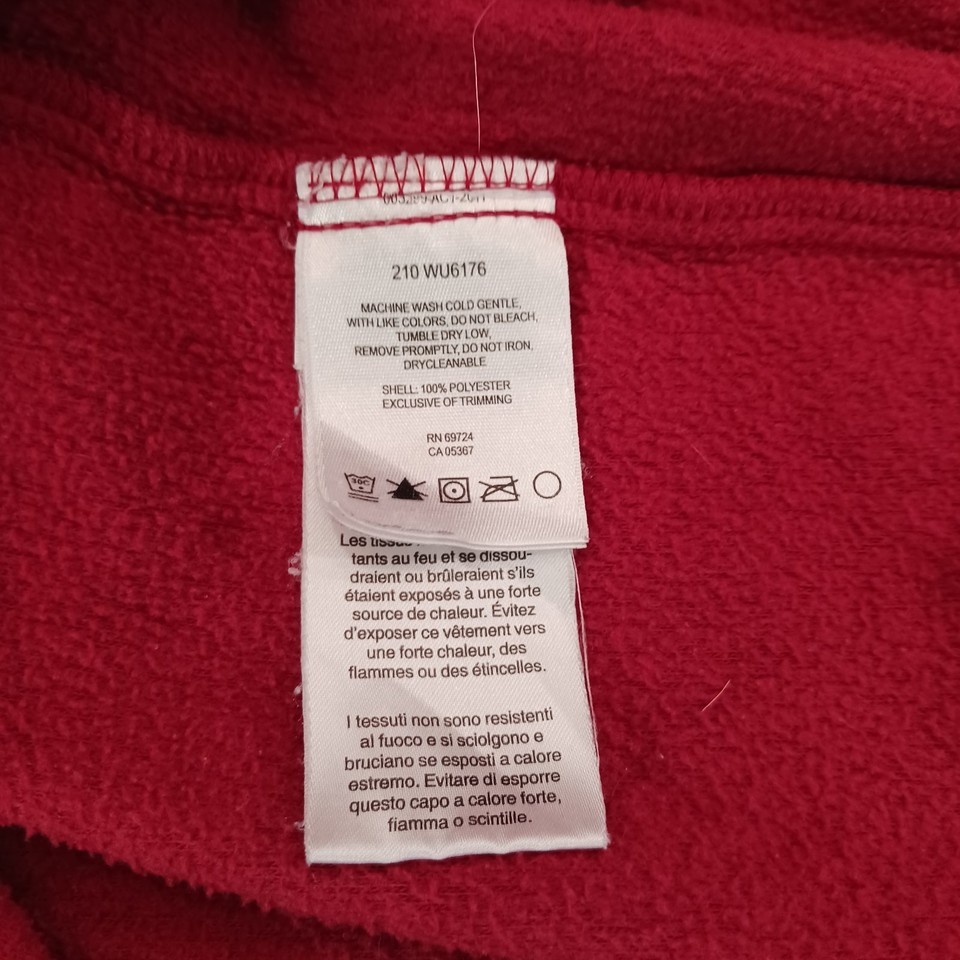 210 WU6176
MACHINE WASH COLD GENTLE,
WITH LIKE COLORS, DO NOT BLEACH,
TUMBLE DRY LOW,
REMOVE PROMPTLY, DO NOT IRON,
DRYCLEANABLE
SHELL: 100% POLYESTER
EXCLUSIVE OF TRIMMING
RN 69724
CA 05367
30C
Les tissus
tants au feu et se dissou-
draient ou brûleraient s'ils
étaient exposés à une forte
source de chaleur. Évitez
d'exposer ce vêtement vers
une forte chaleur, des
flammes ou des étincelles.
I tessuti non sono resistenti
al fuoco e si sciolgono e
bruciano se esposti a calore
estremo. Evitare di esporre
questo capo a calore forte,
fiamma o scintille.